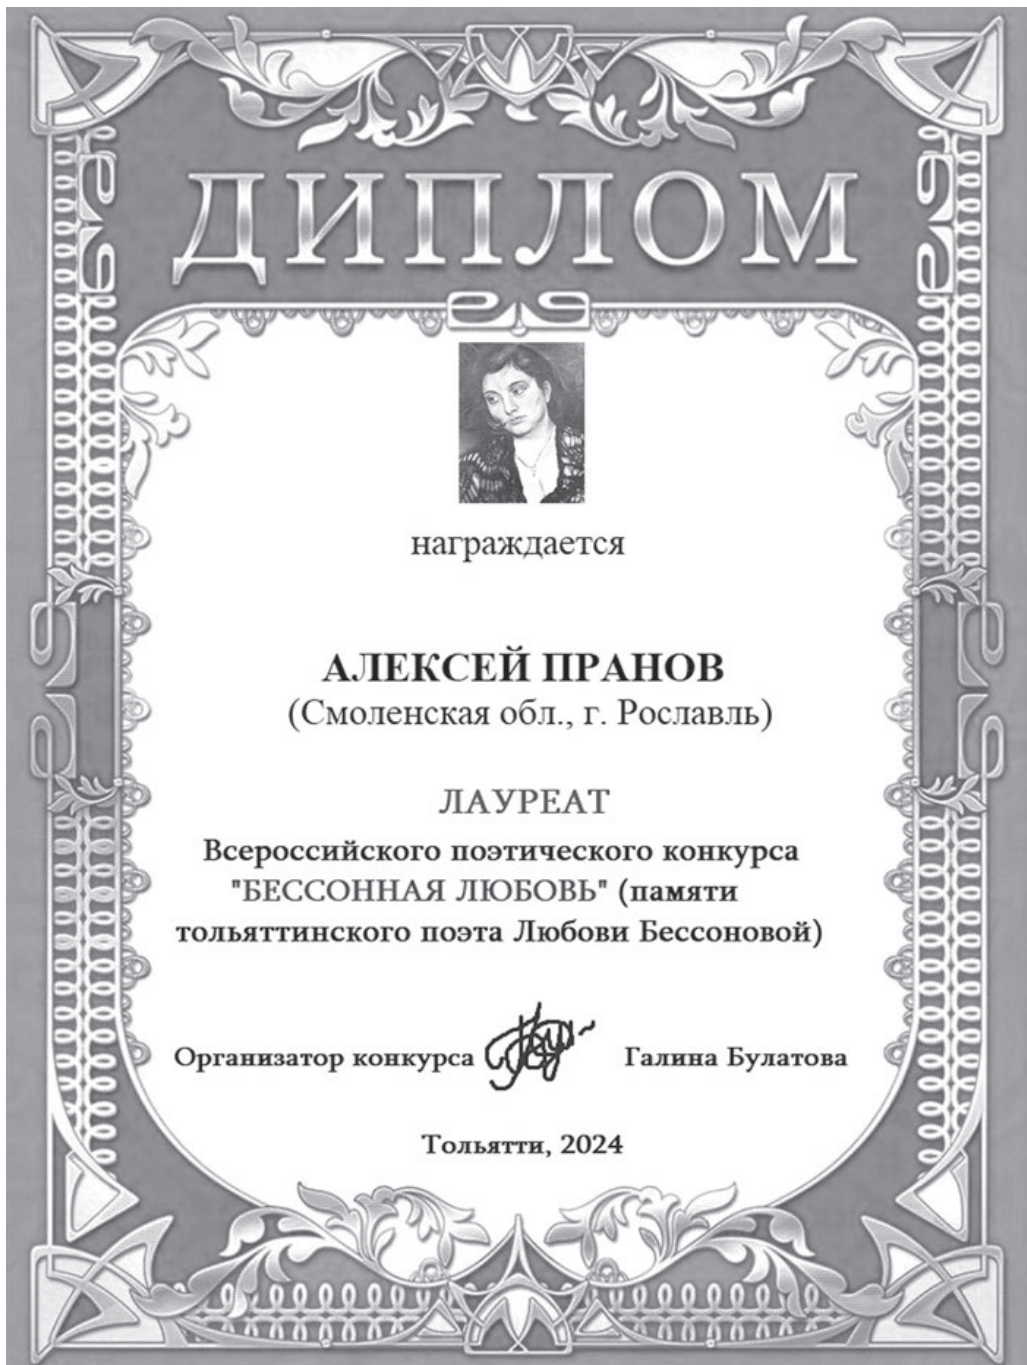 ДИПЛОМ
награждается
АЛЕКСЕЙ ПРАНОВ
(Смоленская обл., г. Рославль)
ЛАУРЕАТ
Всероссийского поэтического конкурса
"БЕССОННАЯ ЛЮБОВЬ" (памяти
тольяттинского поэта Любови Бессоновой)
Организатор конкурса Галина Булатова
Тольятти, 2024